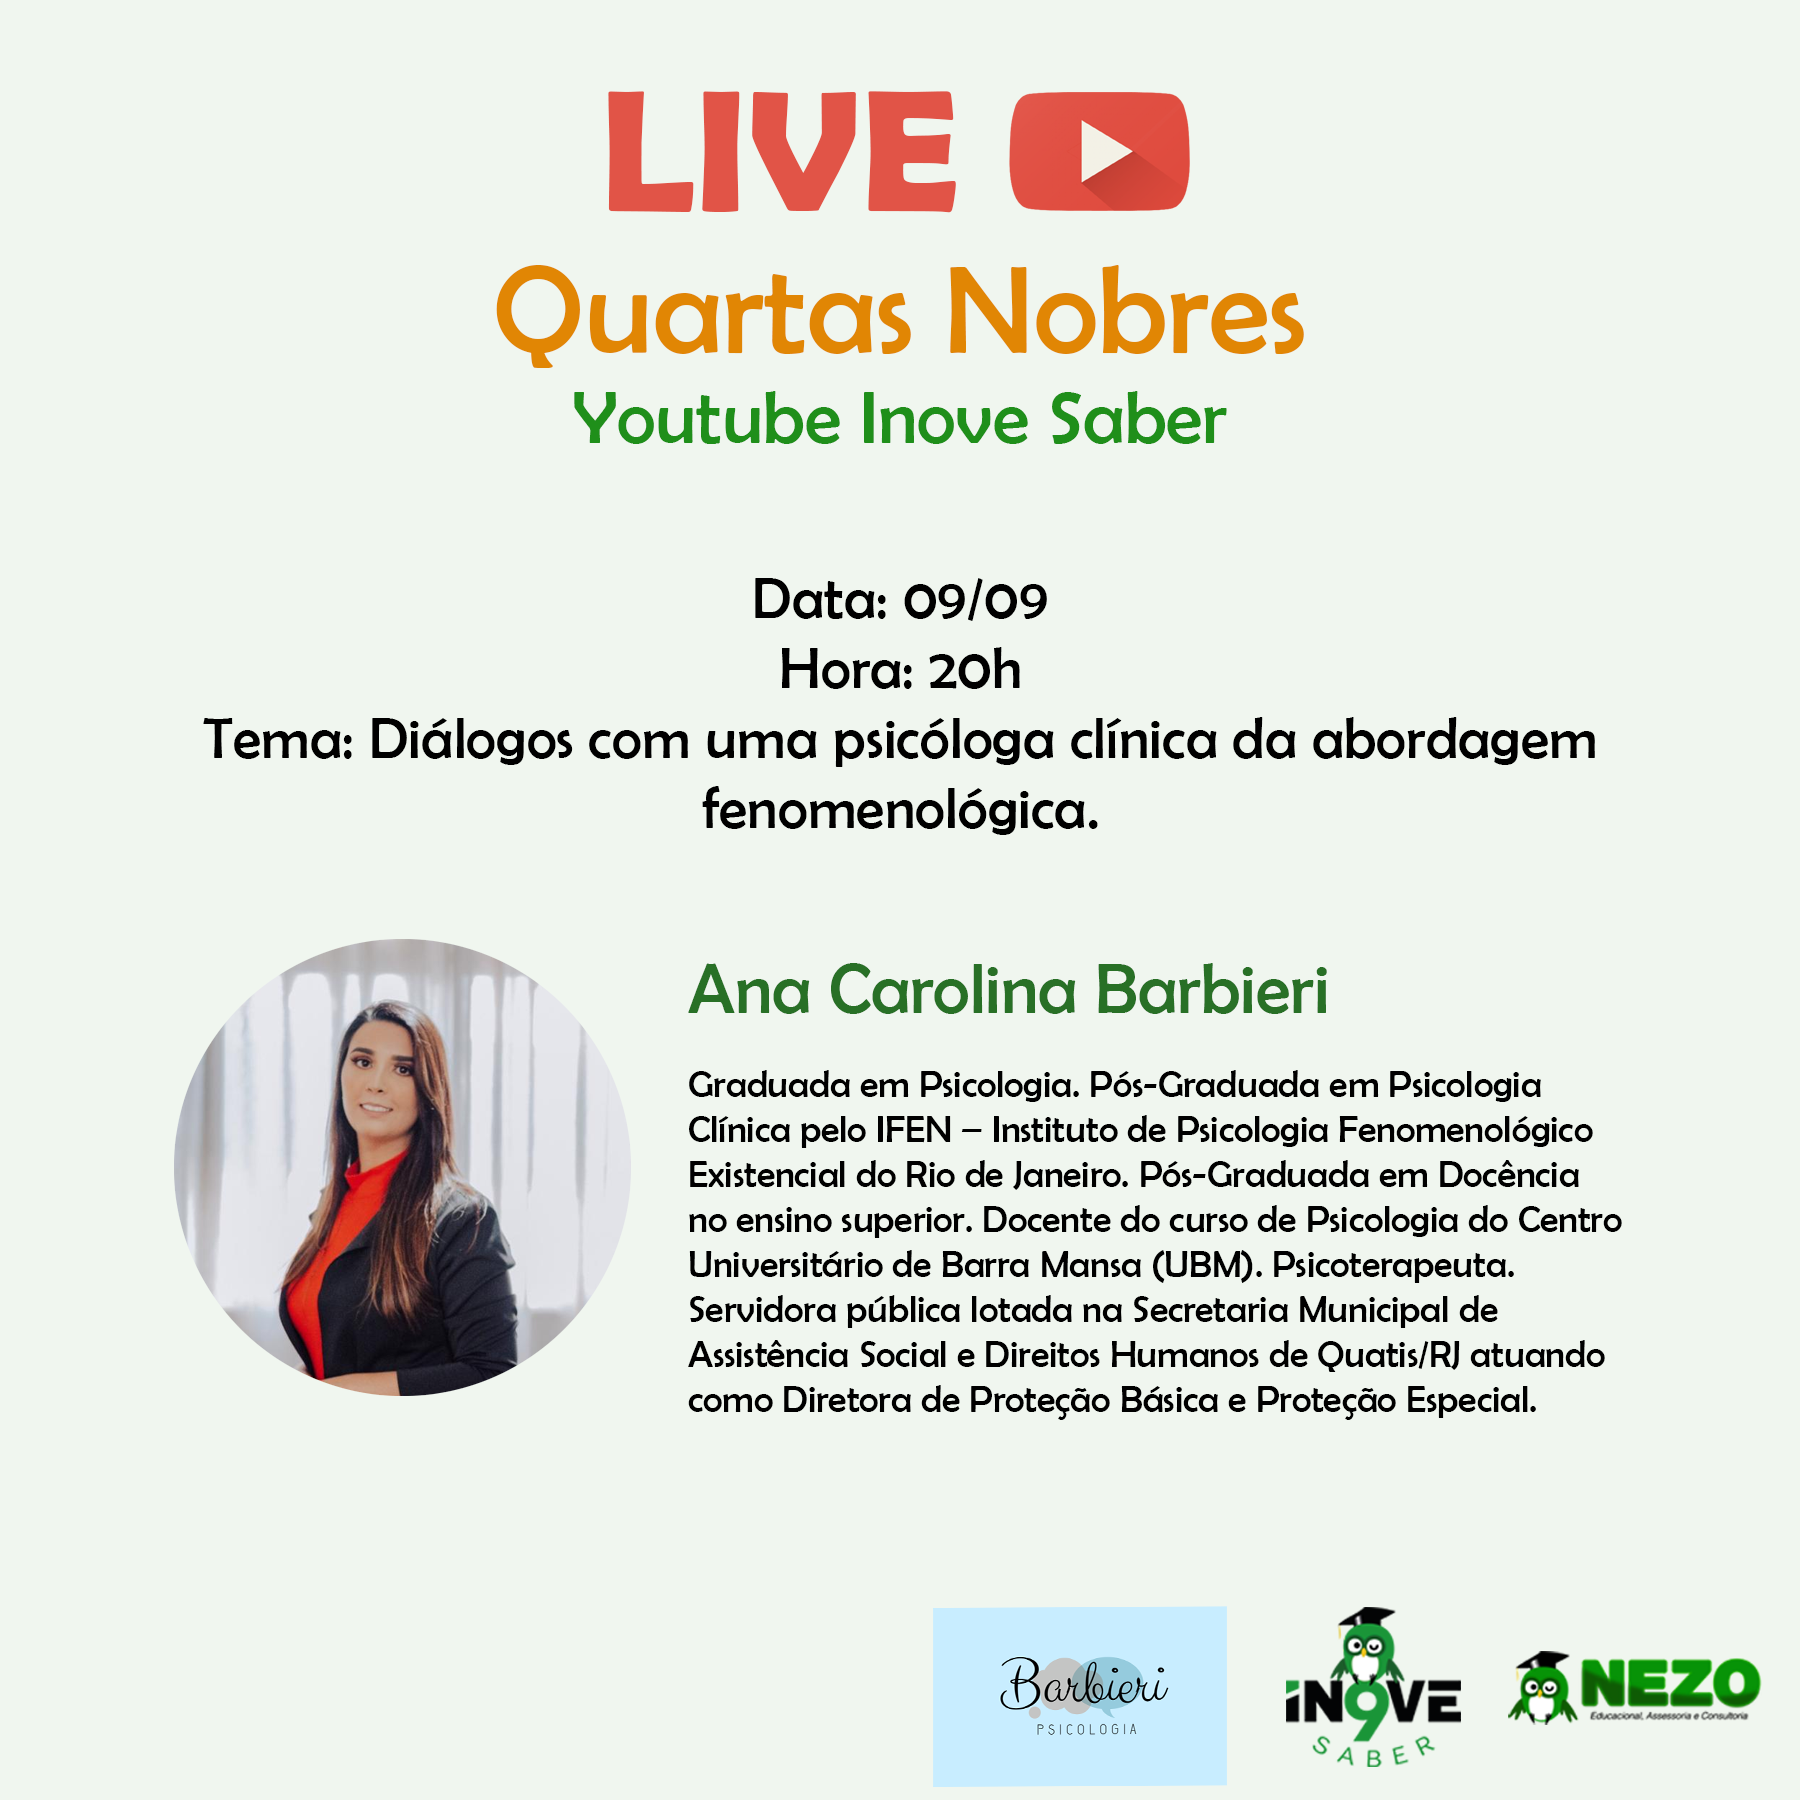 LIVE
Quartas Nobres
Youtube Inove Saber
Data: 09/09
Hora: 20h
Tema: Diálogos com uma psicóloga clínica da abordagem
fenomenológica.
Ana Carolina Barbieri
Graduada em Psicologia. Pós-Graduada em Psicologia
Clínica pelo IFEN – Instituto de Psicologia Fenomenológico
Existencial do Rio de Janeiro. Pós-Graduada em Docência
no ensino superior. Docente do curso de Psicologia do Centro
Universitário de Barra Mansa (UBM). Psicoterapeuta.
Servidora pública lotada na Secretaria Municipal de
Assistência Social e Direitos Humanos de Quatis/RJ atuando
como Diretora de Proteção Básica e Proteção Especial.
Barbieri
PSICOLOGIA
IN9VE
SABER
NEZO
Educacional, Assessoria e Consultoria